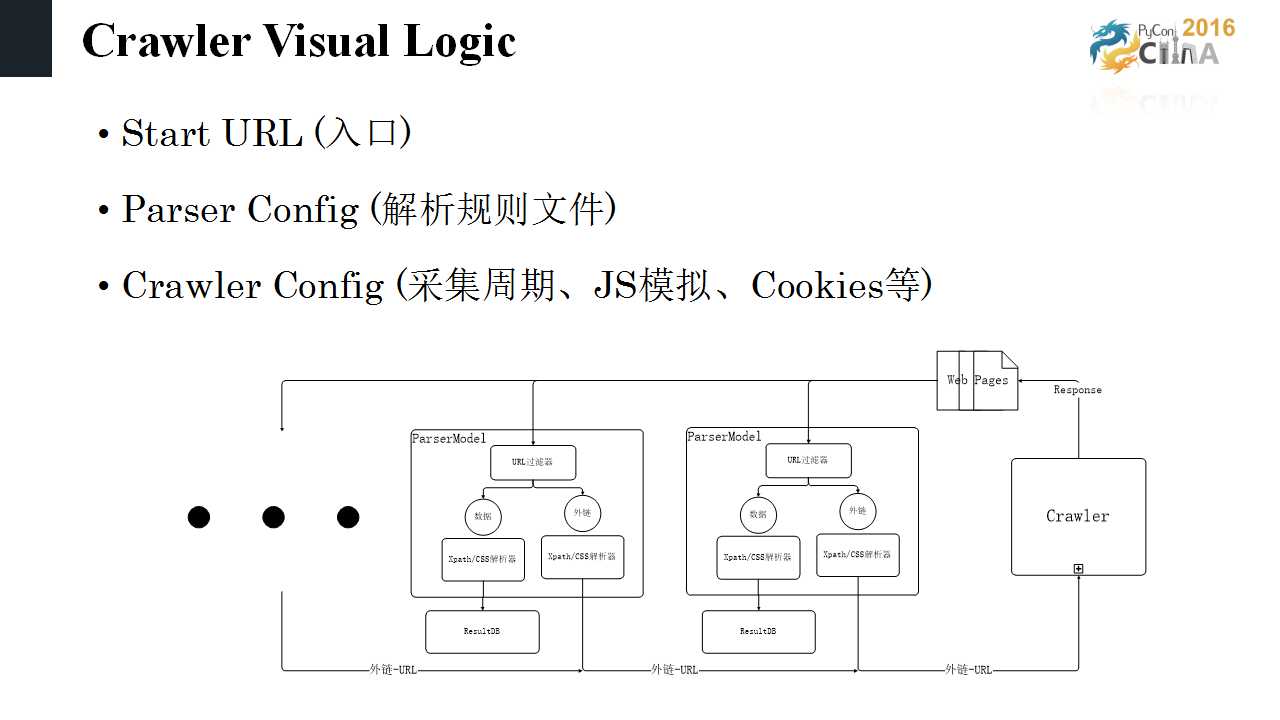 Crawler Visual Logic
PyCon 2016
CHINA
• Start URL (入口)
• Parser Config (解析规则文件)
• Crawler Config (采集周期、JS模拟、Cookies等)
Web Pages
Response
ParserModel
URL过滤器
数据
外链
Xpath/CSS解析器
Xpath/CSS解析器
ResultDB
ParserModel
URL过滤器
数据
外链
Xpath/CSS解析器
Xpath/CSS解析器
ResultDB
Crawler
外链-URL
外链-URL
外链-URL